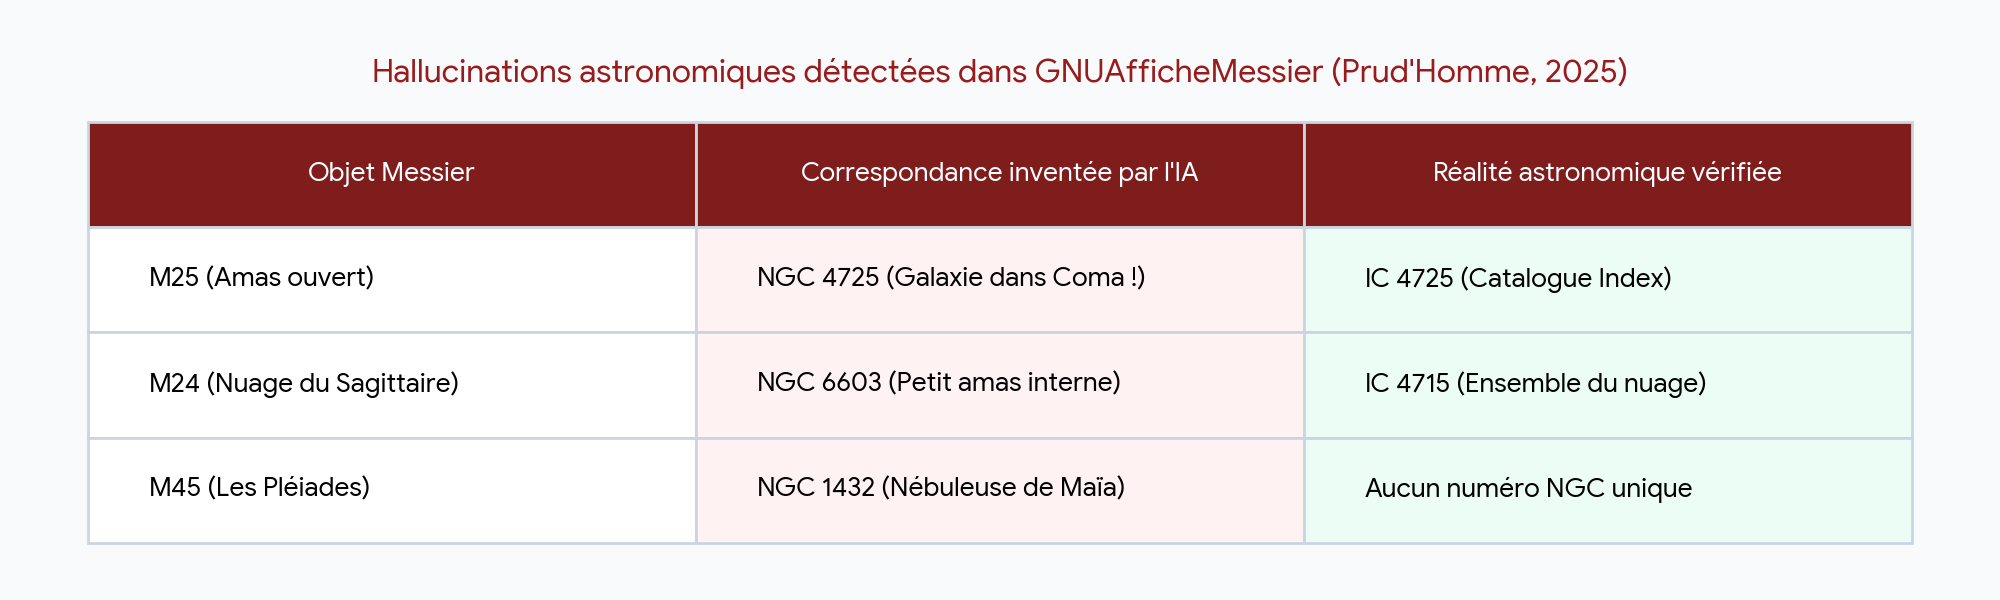 Hallucinations astronomiques détectées dans GNUAfficheMessier (Prud'Homme, 2025)
Objet Messier
Correspondance inventée par l'IA
Réalité astronomique vérifiée
M25 (Amas ouvert)
NGC 4725 (Galaxie dans Coma !)
IC 4725 (Catalogue Index)
M24 (Nuage du Sagittaire)
NGC 6603 (Petit amas interne)
IC 4715 (Ensemble du nuage)
M45 (Les Pléiades)
NGC 1432 (Nébuleuse de Maïa)
Aucun numéro NGC unique